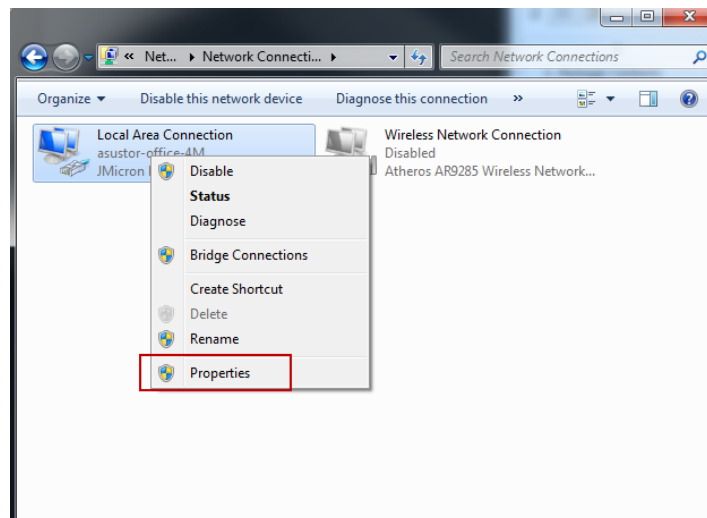 « Net... Network Connecti...
Search Network Connections
Organize Disable this network device Diagnose this connection »
Local Area Connection
asustor-office-4M
JMicron
Wireless Network Connection
Disabled
Atheros AR9285 Wireless Network...
Disable
Status
Diagnose
Bridge Connections
Create Shortcut
Delete
Rename
Properties